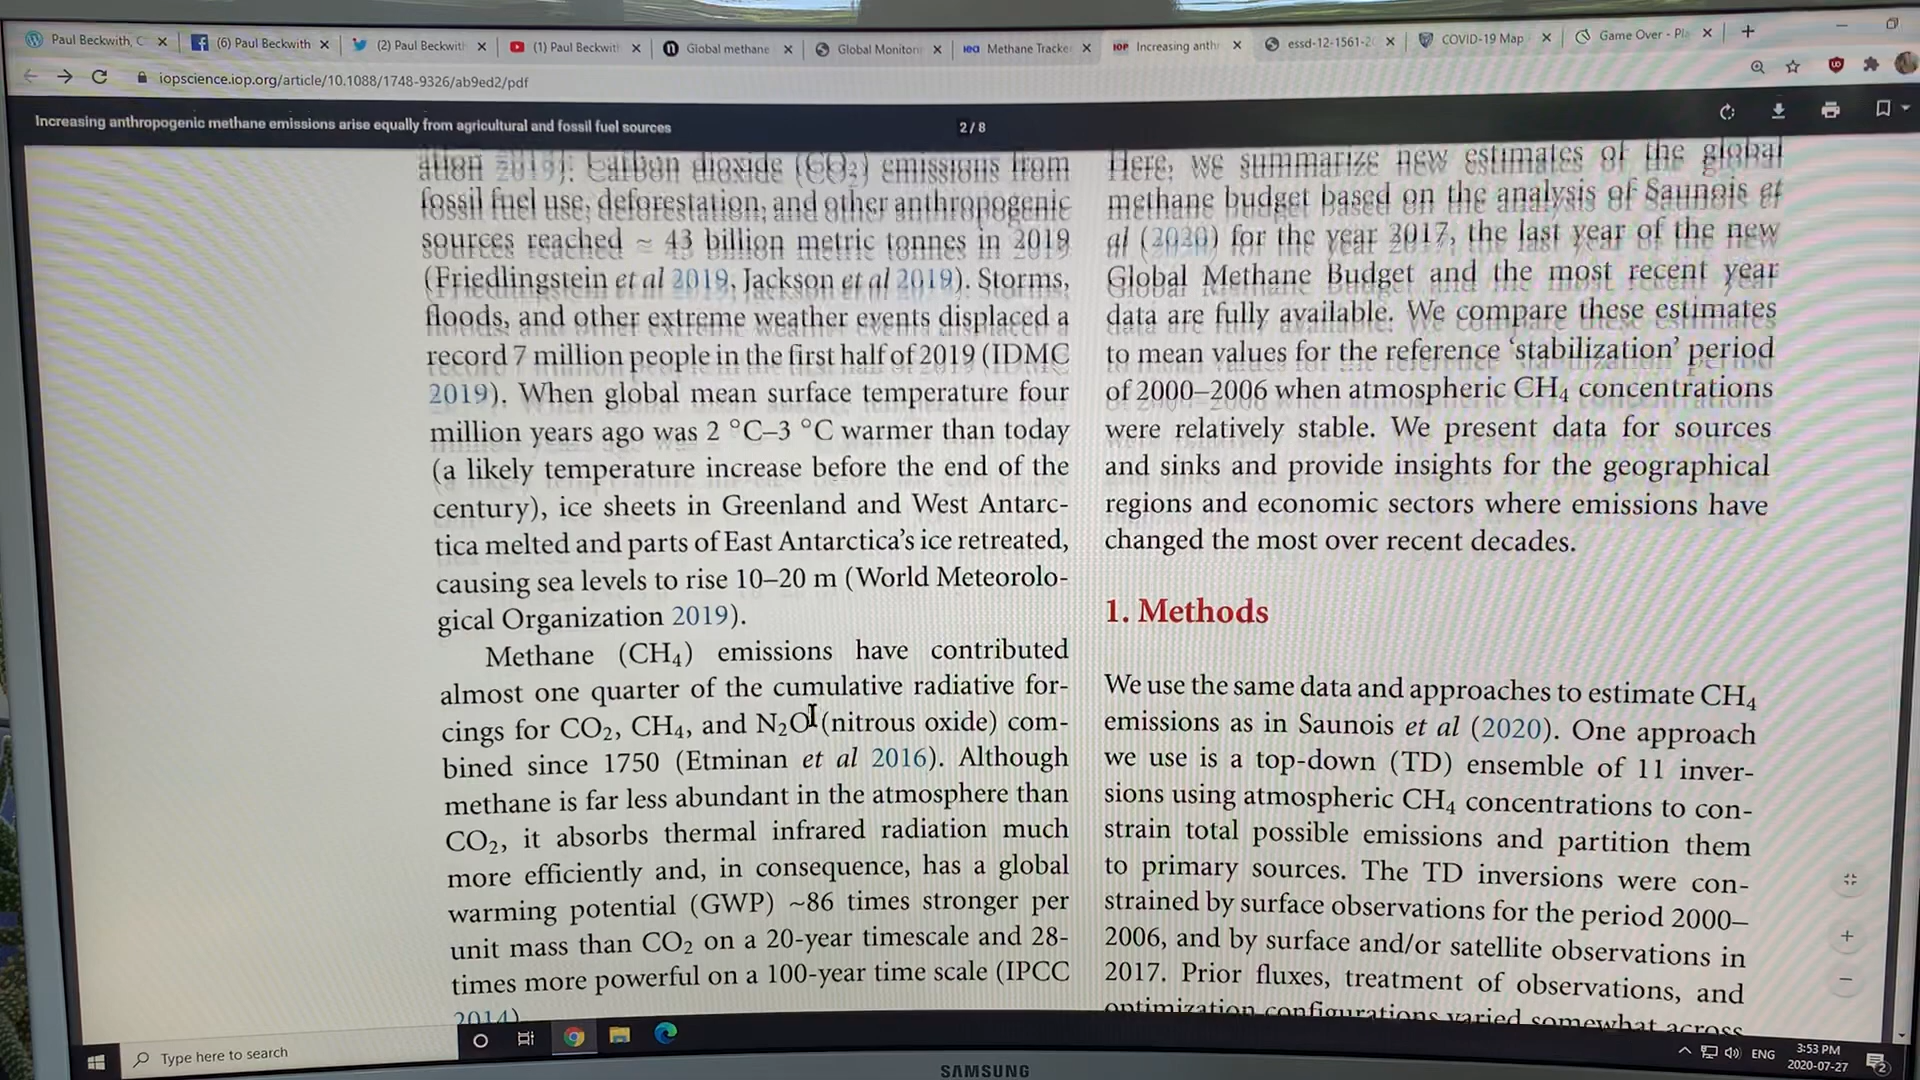 Paul Beckwith, C
(6) Paul Beckwith
(2) Paul Beckwit
(1) Paul Beckwit
Global methane
Global Monitori
iea Methane Tracke
IOP Increasing anthr
essd-12-1561-2
COVID-19 Map
Game Over - Pl
iopscience.iop.org/article/10.1088/1748-9326/ab9ed2/pdf
Increasing anthropogenic methane emissions arise equally from agricultural and fossil fuel sources
2 / 8
ation 2019). Carbon dioxide (CO₂) emissions from
fossil fuel use, deforestation, and other anthropogenic
sources reached ≈ 43 billion metric tonnes in 2019
(Friedlingstein et al 2019, Jackson et al 2019). Storms,
floods, and other extreme weather events displaced a
record 7 million people in the first half of 2019 (IDMC
2019). When global mean surface temperature four
million years ago was 2 °C–3 °C warmer than today
(a likely temperature increase before the end of the
century), ice sheets in Greenland and West Antarc-
tica melted and parts of East Antarctica's ice retreated,
causing sea levels to rise 10–20 m (World Meteorolo-
gical Organization 2019).
Methane (CH₄) emissions have contributed
almost one quarter of the cumulative radiative for-
cings for CO₂, CH₄, and N₂O (nitrous oxide) com-
bined since 1750 (Etminan et al 2016). Although
methane is far less abundant in the atmosphere than
CO₂, it absorbs thermal infrared radiation much
more efficiently and, in consequence, has a global
warming potential (GWP) ~86 times stronger per
unit mass than CO₂ on a 20-year timescale and 28-
times more powerful on a 100-year time scale (IPCC
2014)
Here, we summarize new estimates of the global
methane budget based on the analysis of Saunois et
al (2020) for the year 2017, the last year of the new
Global Methane Budget and the most recent year
data are fully available. We compare these estimates
to mean values for the reference 'stabilization' period
of 2000–2006 when atmospheric CH₄ concentrations
were relatively stable. We present data for sources
and sinks and provide insights for the geographical
regions and economic sectors where emissions have
changed the most over recent decades.
1. Methods
We use the same data and approaches to estimate CH₄
emissions as in Saunois et al (2020). One approach
we use is a top-down (TD) ensemble of 11 inver-
sions using atmospheric CH₄ concentrations to con-
strain total possible emissions and partition them
to primary sources. The TD inversions were con-
strained by surface observations for the period 2000–
2006, and by surface and/or satellite observations in
2017. Prior fluxes, treatment of observations, and
optimization configurations varied somewhat across
Type here to search
ENG
3:53 PM
2020-07-27
2
SAMSUNG